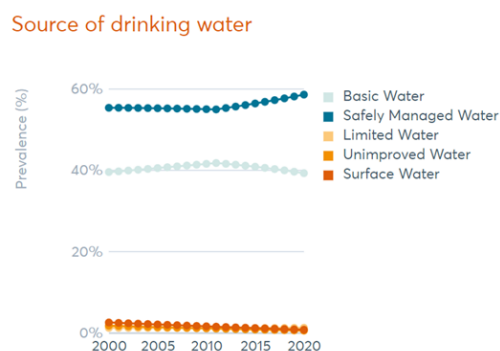 Source of drinking water
Prevalence (%)
60%
40%
20%
0%
2000 2005 2010 2015 2020
Basic Water
Safely Managed Water
Limited Water
Unimproved Water
Surface Water